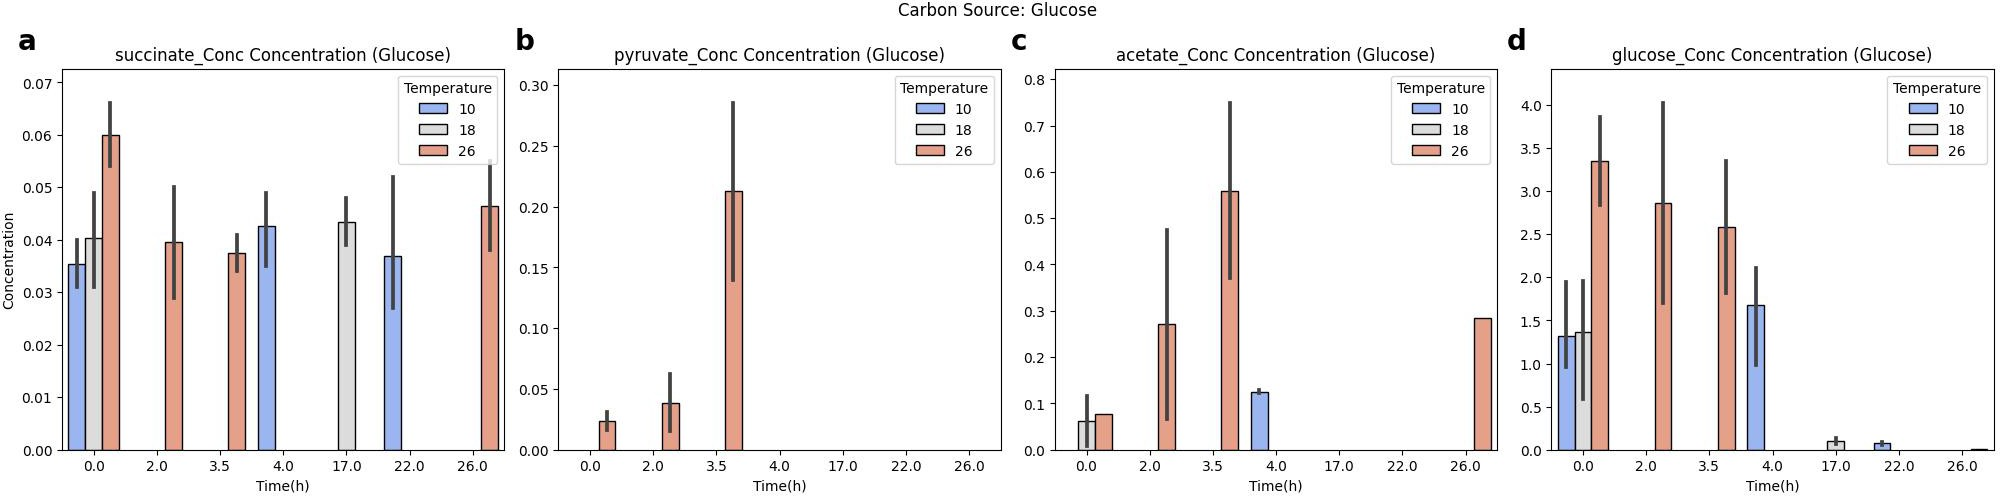 Carbon Source: Glucose
a
succinate_Conc Concentration (Glucose)
Concentration
0.07
0.06
0.05
0.04
0.03
0.02
0.01
0.00
Temperature
10
18
26
0.0 2.0 3.5 4.0 17.0 22.0 26.0
Time(h)
b
pyruvate_Conc Concentration (Glucose)
0.30
0.25
0.20
0.15
0.10
0.05
0.00
Temperature
10
18
26
0.0 2.0 3.5 4.0 17.0 22.0 26.0
Time(h)
c
acetate_Conc Concentration (Glucose)
0.8
0.7
0.6
0.5
0.4
0.3
0.2
0.1
0.0
Temperature
10
18
26
0.0 2.0 3.5 4.0 17.0 22.0 26.0
Time(h)
d
glucose_Conc Concentration (Glucose)
4.0
3.5
3.0
2.5
2.0
1.5
1.0
0.5
0.0
Temperature
10
18
26
0.0 2.0 3.5 4.0 17.0 22.0 26.0
Time(h)